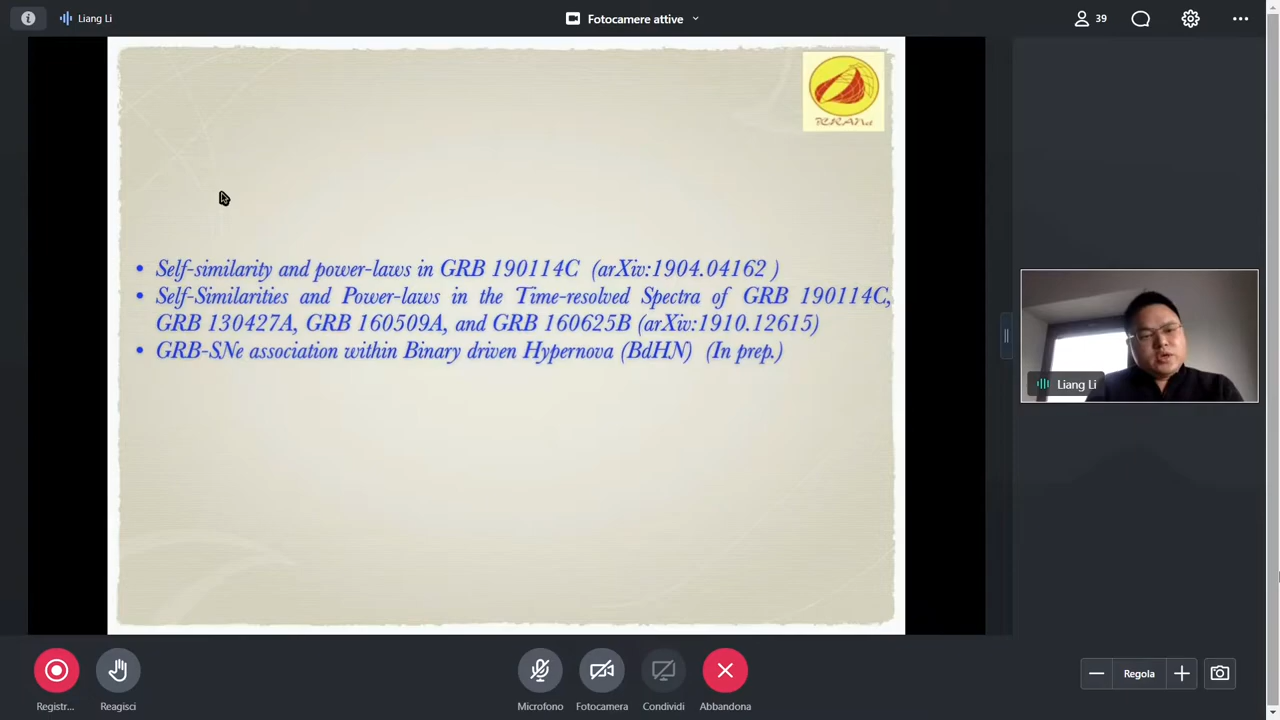 Liang Li
Fotocamere attive
39
ICRANet
• Self-similarity and power-laws in GRB 190114C (arXiv:1904.04162 )
• Self-Similarities and Power-laws in the Time-resolved Spectra of GRB 190114C,
GRB 130427A, GRB 160509A, and GRB 160625B (arXiv:1910.12615)
• GRB-SNe association within Binary driven Hypernova (BdHN) (In prep.)
Liang Li
Regola
Registr...
Reagisci
Microfono
Fotocamera
Condividi
Abbandona